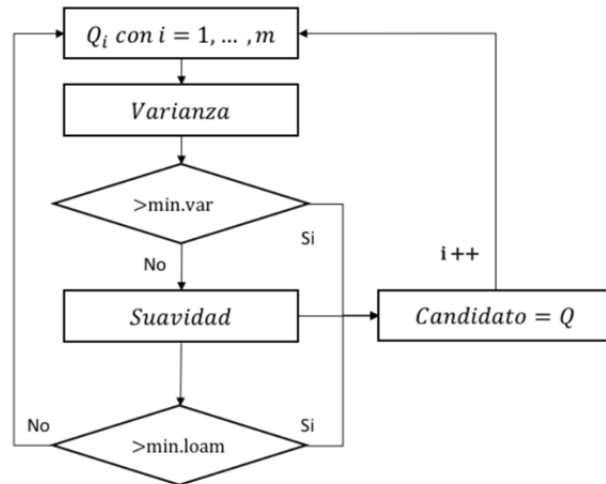 Q_i con i = 1, … , m
Varianza
>min.var
Si
No
i ++
Suavidad
Candidato = Q
No
Si
>min.loam